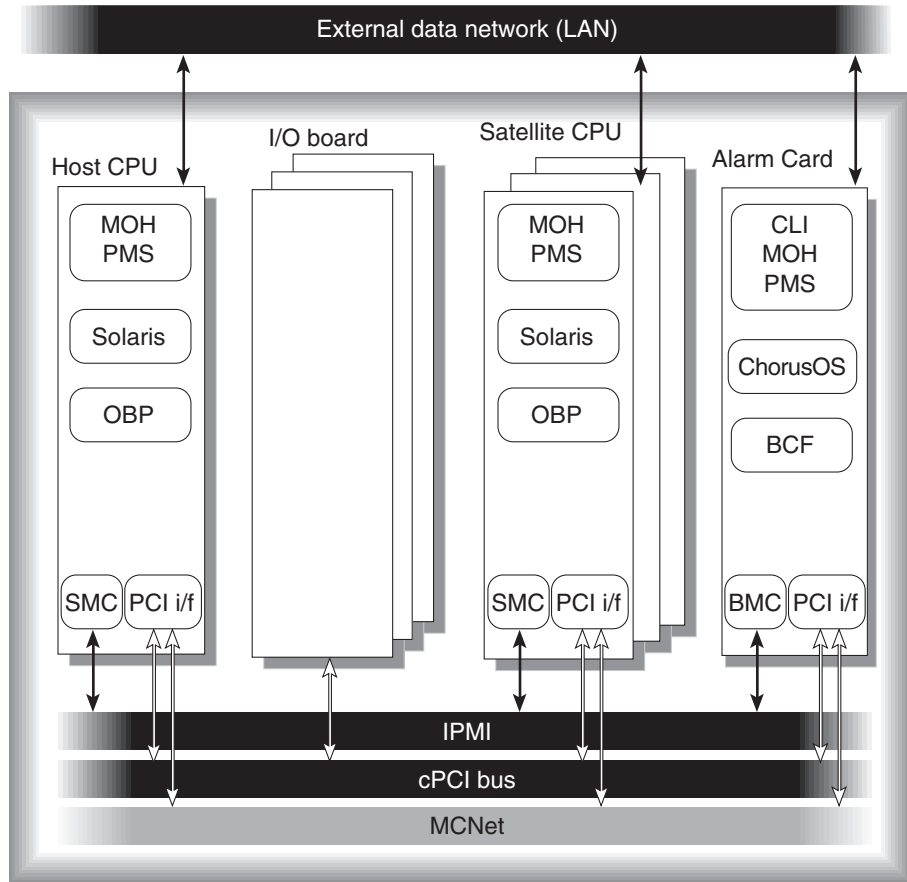 External data network (LAN)
Host CPU
I/O board
Satellite CPU
Alarm Card
MOH
PMS
Solaris
OBP
SMC
PCI i/f
MOH
PMS
Solaris
OBP
SMC
PCI i/f
CLI
MOH
PMS
ChorusOS
BCF
BMC
PCI i/f
IPMI
cPCI bus
MCNet